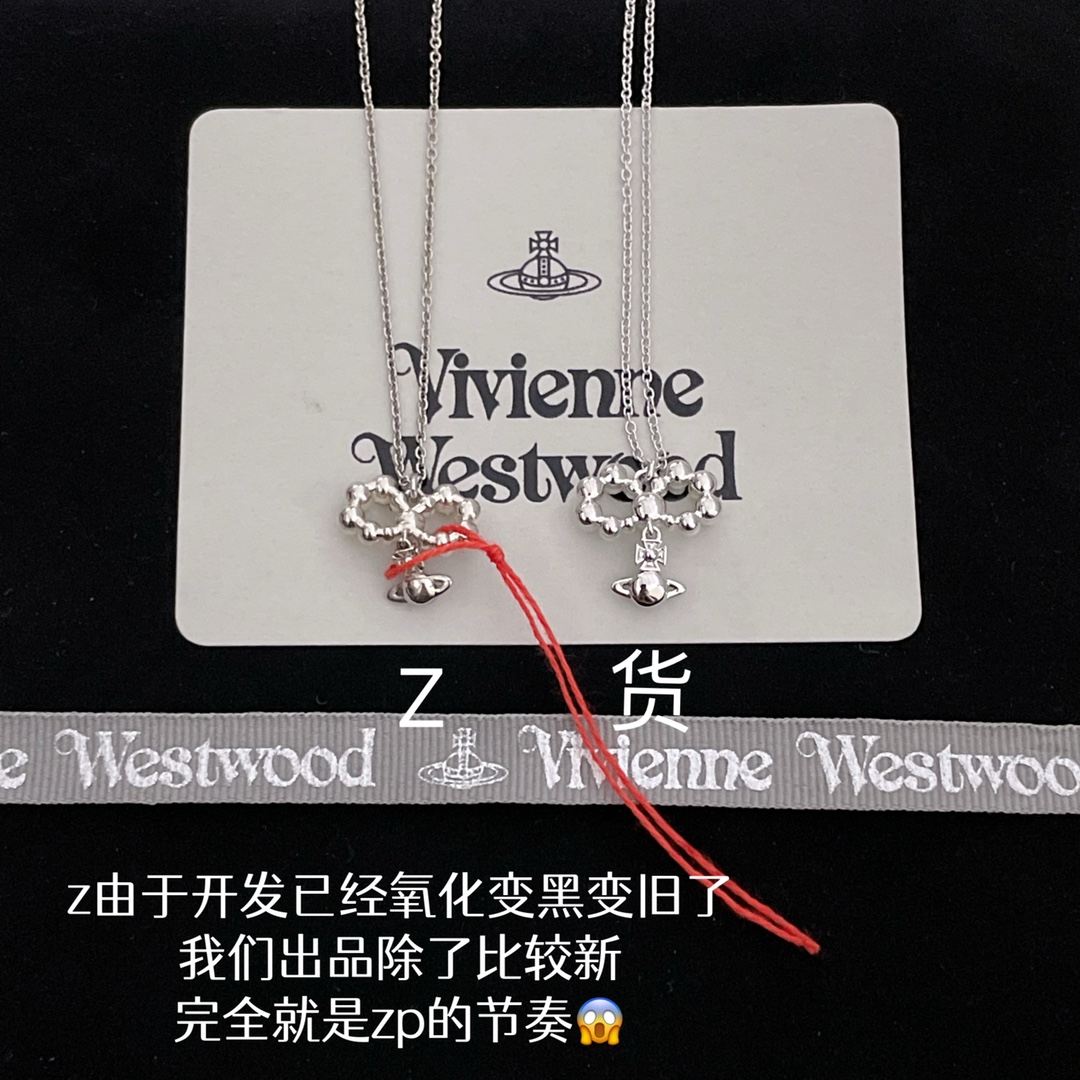 Vivienne
Westwood
Z 货
e Westwood Vivienne Westwoo
z由于开发已经氧化变黑变旧了
我们出品除了比较新
完全就是zp的节奏😱